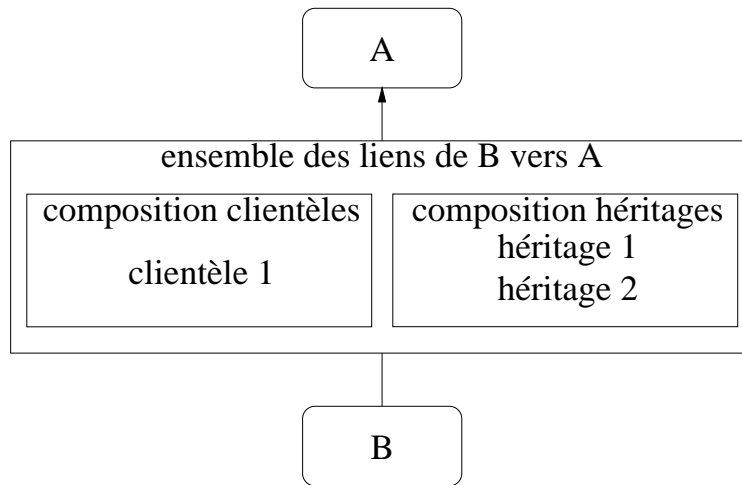 A
ensemble des liens de B vers A
composition clientèles
clientèle 1
composition héritages
héritage 1
héritage 2
B